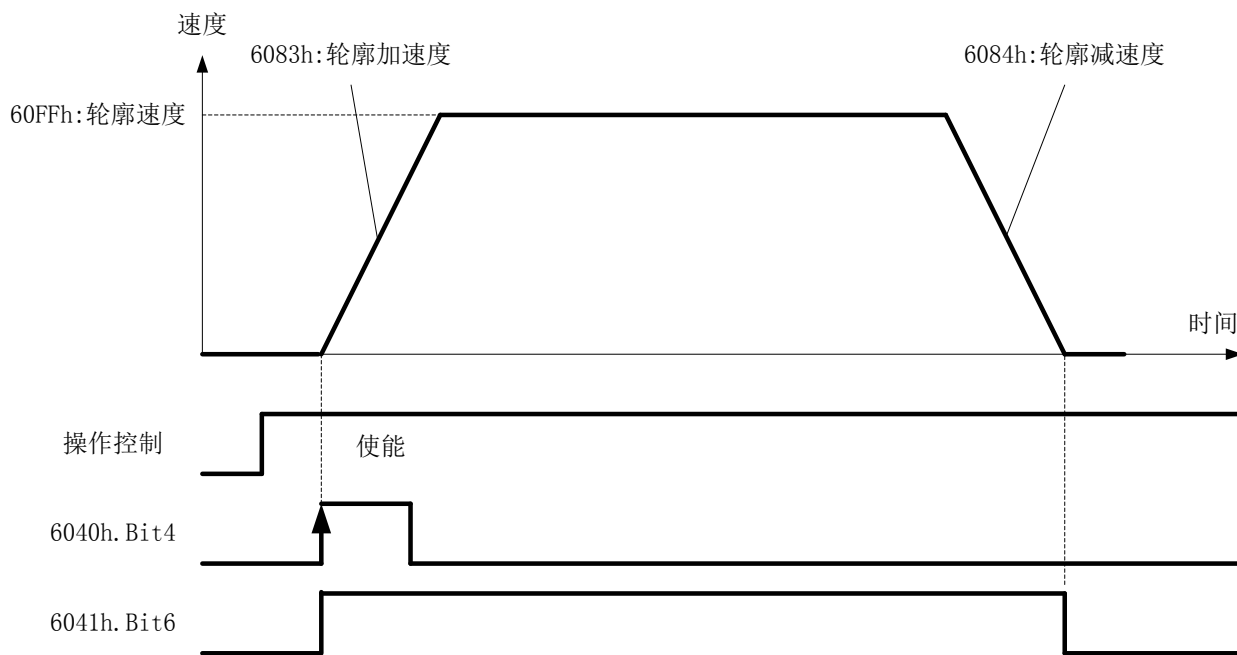 速度
6083h:轮廓加速度
6084h:轮廓减速度
60FFh:轮廓速度
时间
操作控制
使能
6040h.Bit4
6041h.Bit6